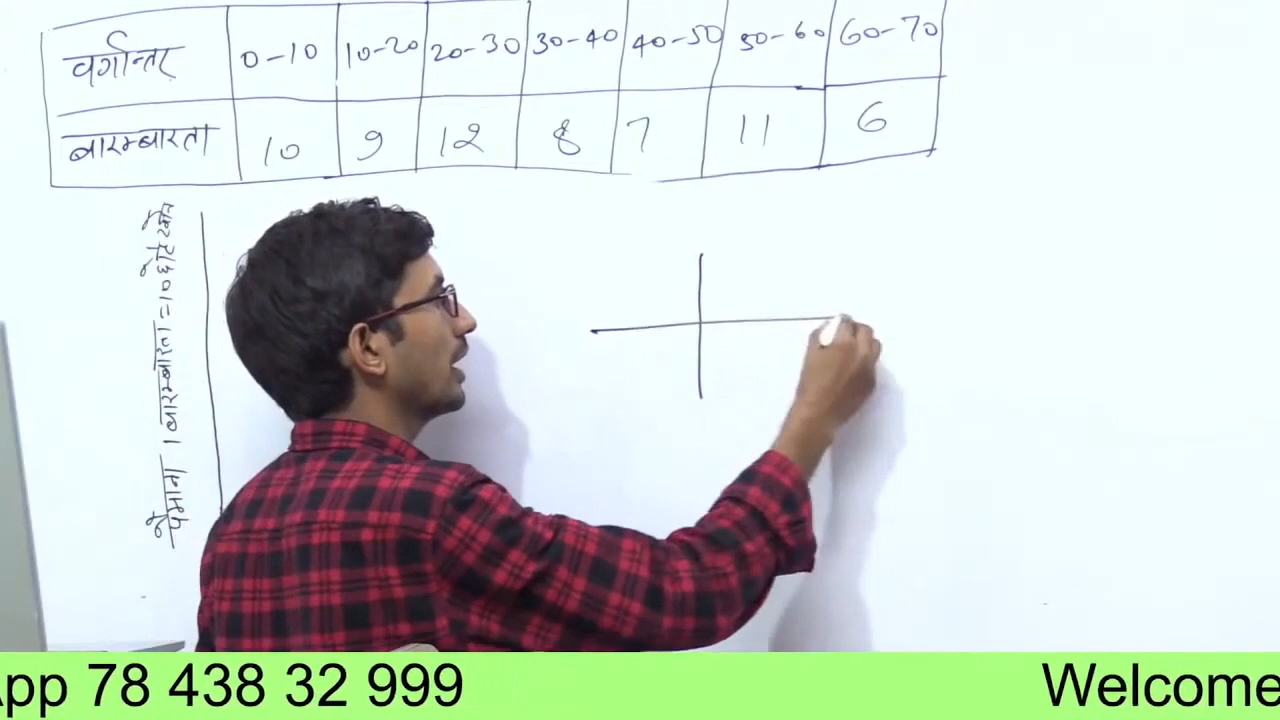 वर्गान्तर 0-10 10-20 20-30 30-40 40-50 50-60 60-70
बारम्बारता 10 9 12 8 7 11 6
पैमाना 1 बारम्बारता = 10 छोटे खाने
App 78 438 32 999
Welcome